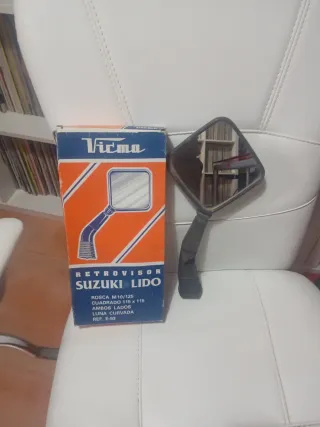 Vicma
RETROVISOR
SUZUKI - LIDO
ROSCA M10/125
CUADRADO 115 x 115
AMBOS LADOS
LUNA CURVADA